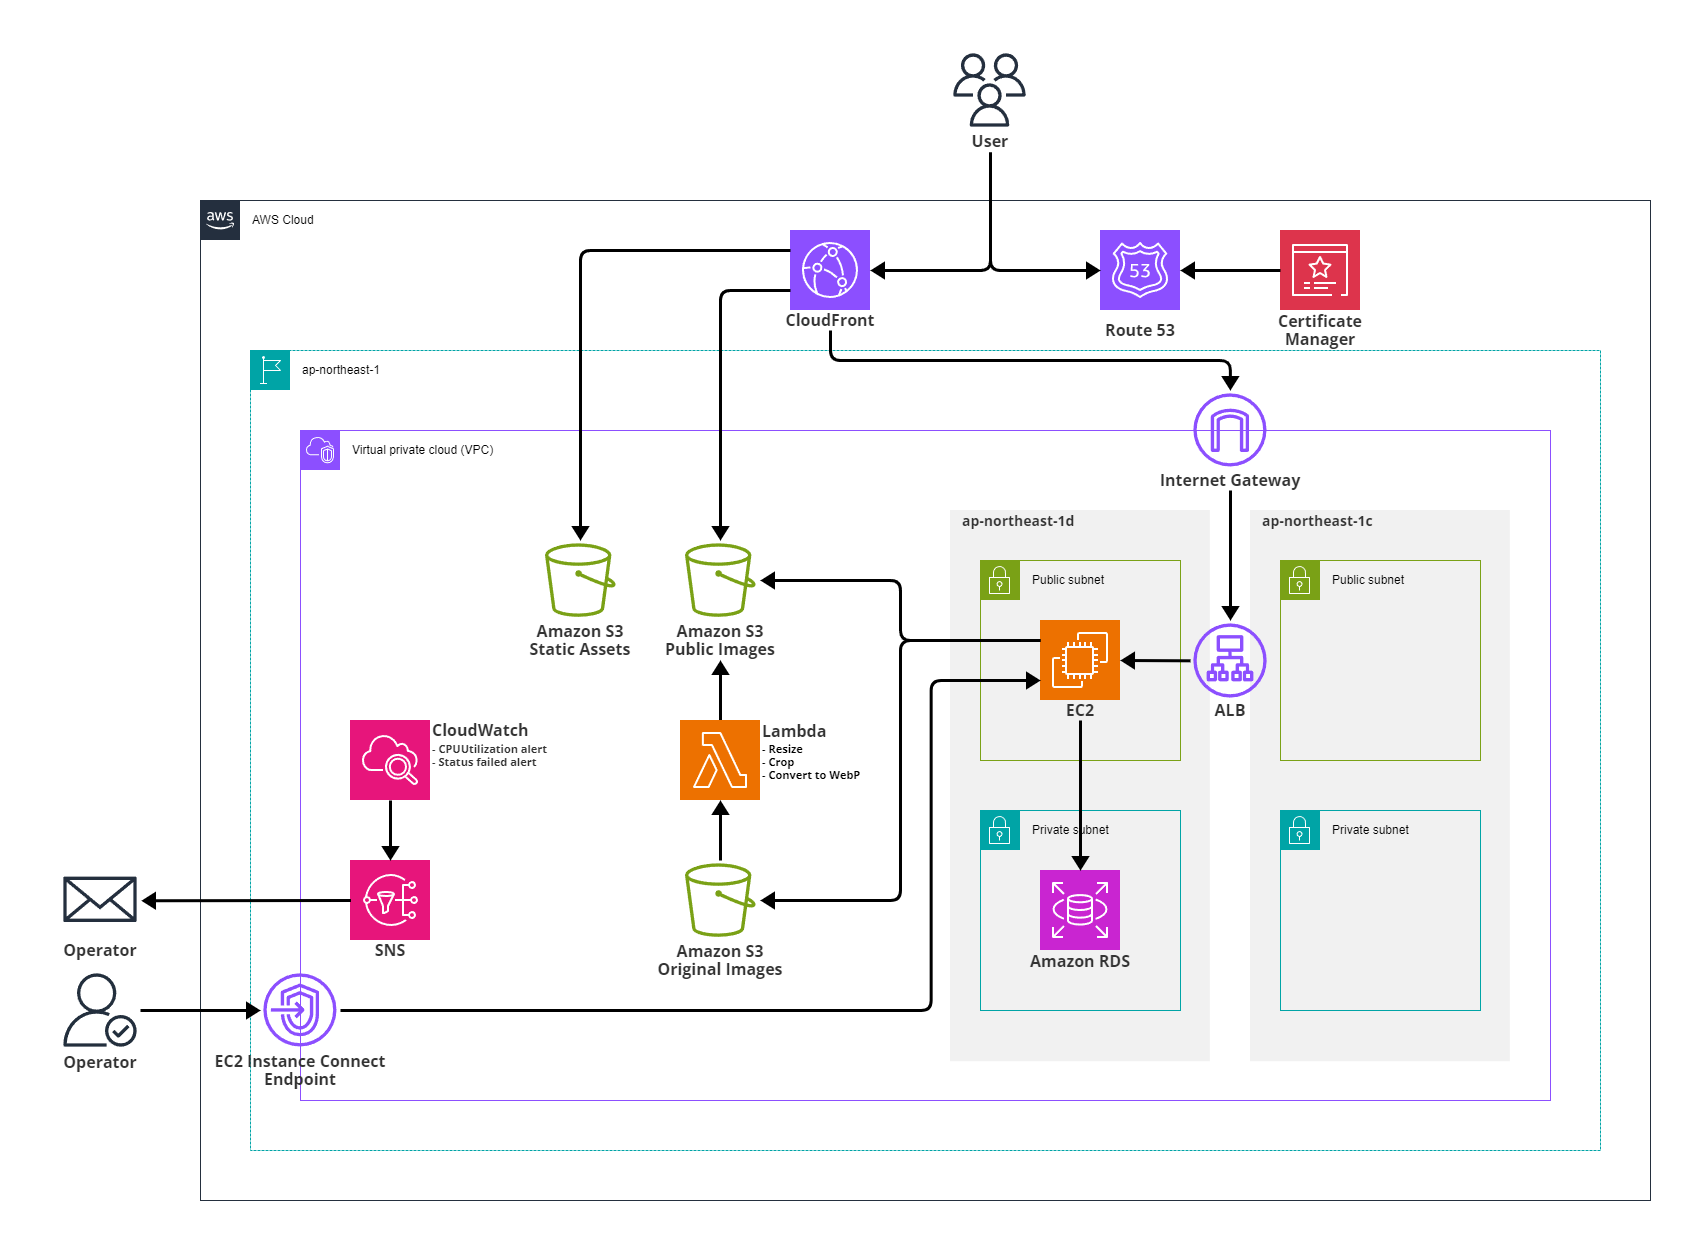 User
aws
AWS Cloud
53
CloudFront
Route 53
Certificate
Manager
ap-northeast-1
Virtual private cloud (VPC)
Internet Gateway
ap-northeast-1d
ap-northeast-1c
Public subnet
Public subnet
Amazon S3
Static Assets
Amazon S3
Public Images
EC2
ALB
CloudWatch
- CPUUtilization alert
- Status failed alert
Lambda
- Resize
- Crop
- Convert to WebP
Private subnet
Private subnet
Operator
SNS
Amazon S3
Original Images
Amazon RDS
Operator
EC2 Instance Connect
Endpoint